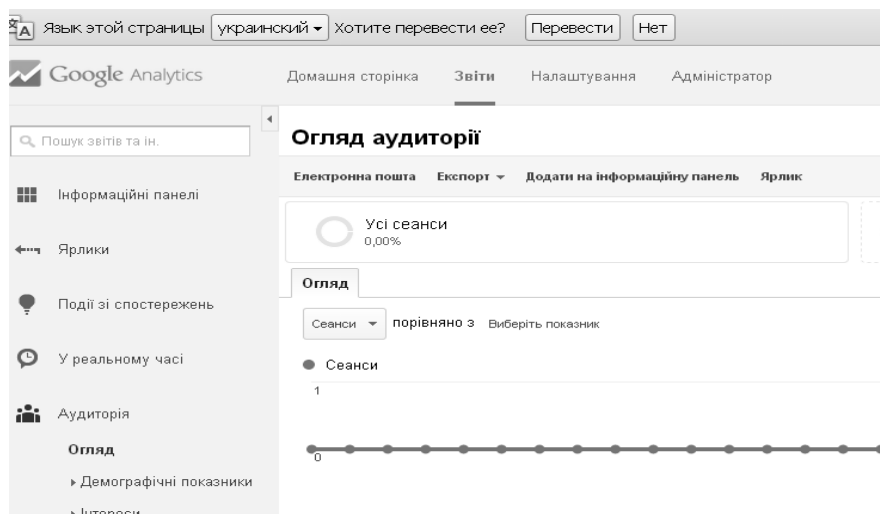 Язык этой страницы украинский Хотите перевести ее? Перевести Нет
Google Analytics Домашня сторінка Звіти Налаштування Адміністратор
Пошук звітів та ін.
Огляд аудиторії
Електронна пошта Експорт Додати на інформаційну панель Ярлик
Інформаційні панелі
Усі сеанси
0,00%
Ярлики
Огляд
Події зі спостережень
Сеанси порівняно з Виберіть показник
У реальному часі
Сеанси
1
Аудиторія
Огляд
0
Демографічні показники
Інтереси